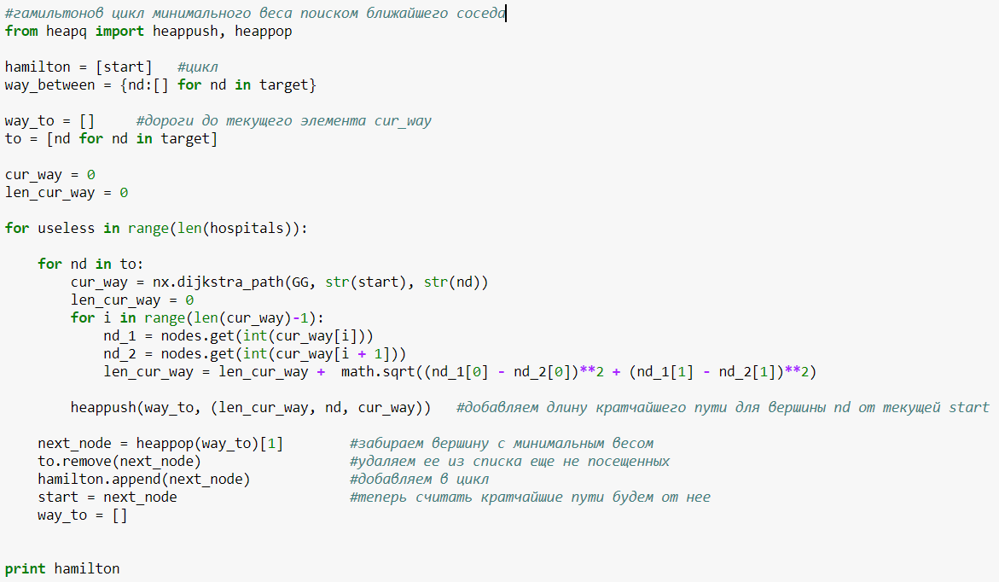 #гамильтонов цикл минимального веса поиском ближайшего соседа
from heapq import heappush, heappop
hamilton = [start]   #цикл
way_between = {nd:[] for nd in target}
way_to = []     #дороги до текущего элемента cur_way
to = [nd for nd in target]
cur_way = 0
len_cur_way = 0
for useless in range(len(hospitals)):
    for nd in to:
        cur_way = nx.dijkstra_path(GG, str(start), str(nd))
        len_cur_way = 0
        for i in range(len(cur_way)-1):
            nd_1 = nodes.get(int(cur_way[i]))
            nd_2 = nodes.get(int(cur_way[i + 1]))
            len_cur_way = len_cur_way +  math.sqrt((nd_1[0] - nd_2[0])**2 + (nd_1[1] - nd_2[1])**2)
        heappush(way_to, (len_cur_way, nd, cur_way))   #добавляем длину кратчайшего пути для вершины nd от текущей start
    next_node = heappop(way_to)[1]        #забираем вершину с минимальным весом
    to.remove(next_node)                  #удаляем ее из списка еще не посещенных
    hamilton.append(next_node)            #добавляем в цикл
    start = next_node                     #теперь считать кратчайшие пути будем от нее
    way_to = []
print hamilton